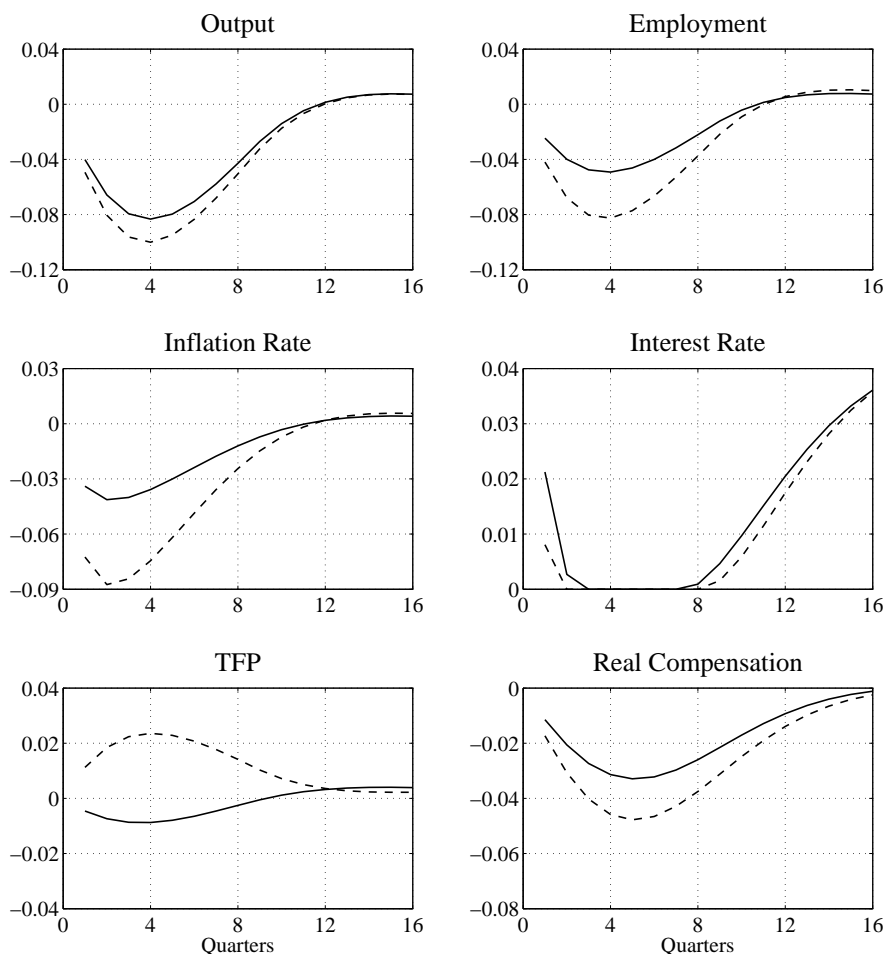 Output
0.04
0
−0.04
−0.08
−0.12
0 4 8 12 16
Employment
0.04
0
−0.04
−0.08
−0.12
0 4 8 12 16
Inflation Rate
0.03
0
−0.03
−0.06
−0.09
0 4 8 12 16
Interest Rate
0.04
0.03
0.02
0.01
0
0 4 8 12 16
TFP
0.04
0.02
0
−0.02
−0.04
0 4 8 12 16
Quarters
Real Compensation
0
−0.02
−0.04
−0.06
−0.08
0 4 8 12 16
Quarters